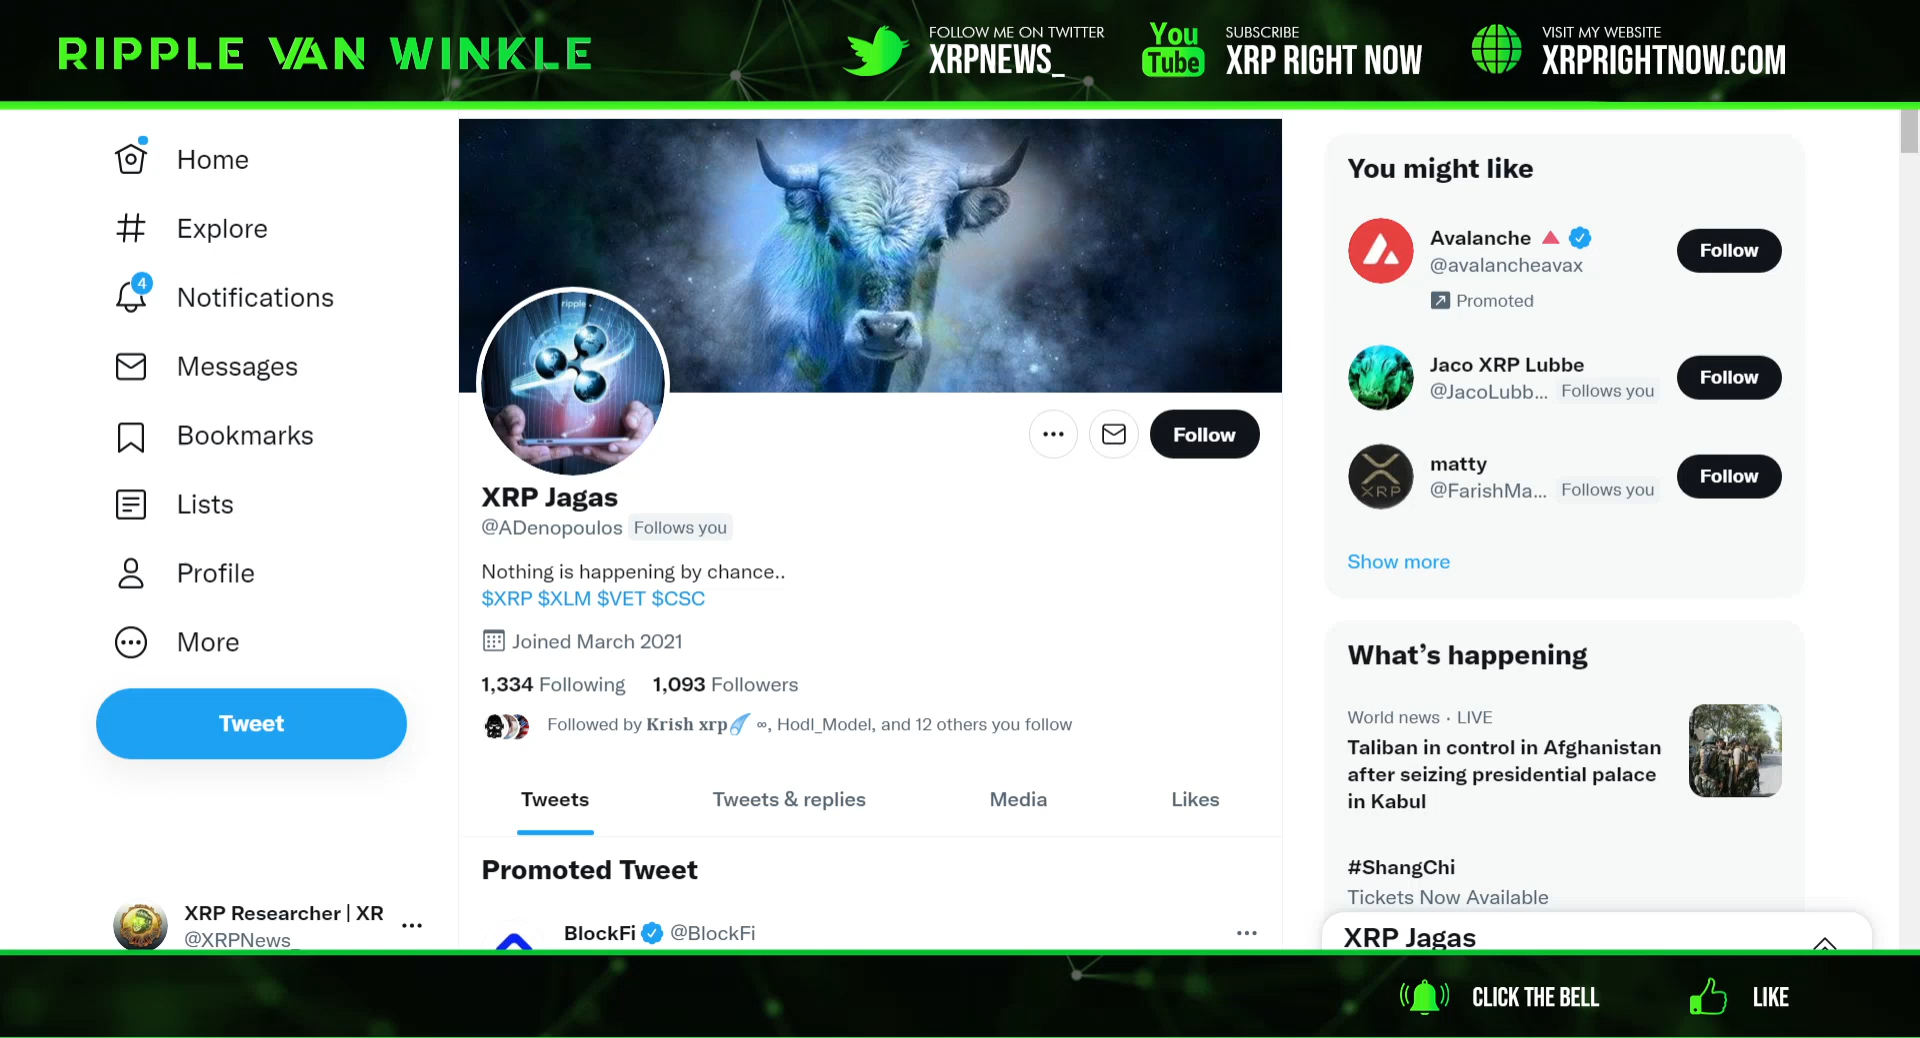 RIPPLE VAN WINKLE
FOLLOW ME ON TWITTER
XRPNEWS_
You
Tube
SUBSCRIBE
XRP RIGHT NOW
VISIT MY WEBSITE
XRPRIGHTNOW.COM
Home
Explore
4
Notifications
Messages
Bookmarks
Lists
Profile
More
Tweet
XRP Researcher | XR
@XRPNews_
ripple
Follow
XRP Jagas
@ADenopoulos Follows you
Nothing is happening by chance..
$XRP $XLM $VET $CSC
Joined March 2021
1,334 Following 1,093 Followers
Followed by Krish xrp ∞, Hodl_Model, and 12 others you follow
Tweets Tweets & replies Media Likes
Promoted Tweet
BlockFi @BlockFi
You might like
Avalanche
@avalancheavax
Promoted
Follow
Jaco XRP Lubbe
@JacoLubb... Follows you
Follow
XRP
matty
@FarishMa... Follows you
Follow
Show more
What's happening
World news · LIVE
Taliban in control in Afghanistan
after seizing presidential palace
in Kabul
#ShangChi
Tickets Now Available
XRP Jagas
CLICK THE BELL
LIKE